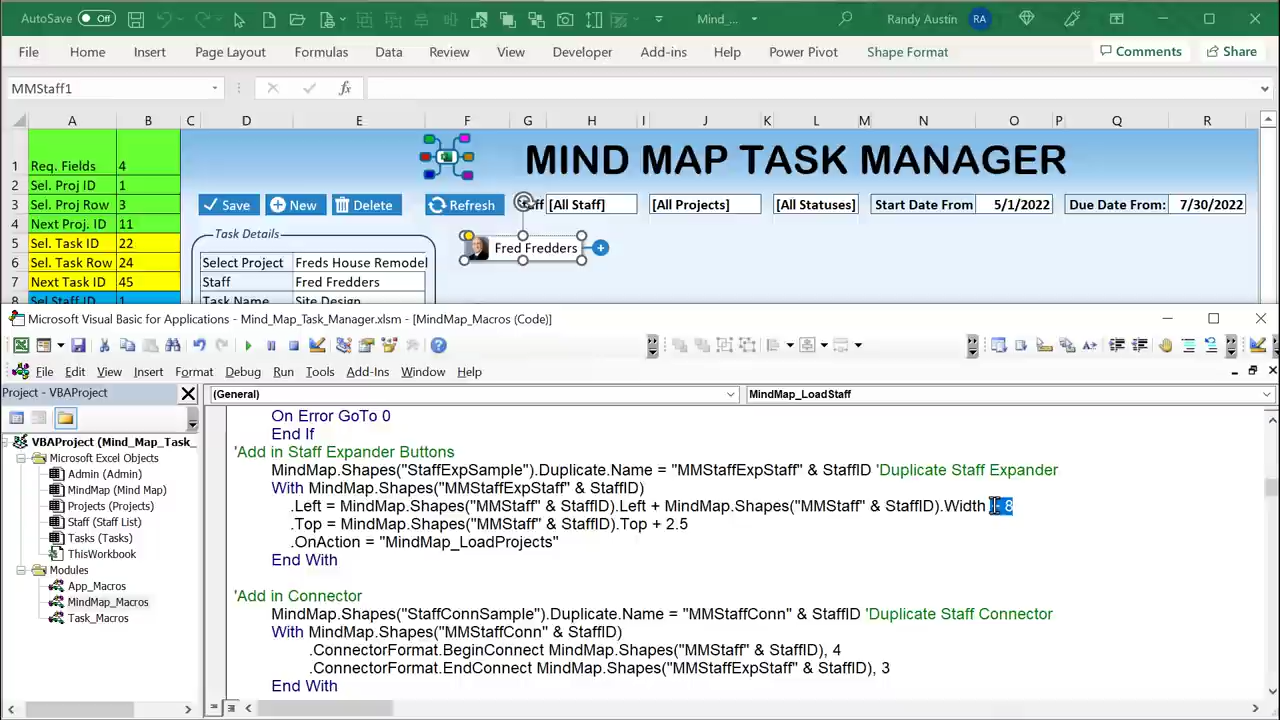 AutoSave Off Mind_... Randy Austin RA
File Home Insert Page Layout Formulas Data Review View Developer Add-ins Help Power Pivot Shape Format Comments Share
MMStaff1 fx
A B C D E F G H I J K L M N O P Q R
1 Req. Fields 4 MIND MAP TASK MANAGER
2 Sel. Proj ID 1
3 Sel. Proj Row 3 Save New Delete Refresh [All Staff] [All Projects] [All Statuses] Start Date From 5/1/2022 Due Date From: 7/30/2022
4 Next Proj. ID 11 Task Details
5 Sel. Task ID 22 Fred Fredders
6 Sel. Task Row 24 Select Project Freds House Remodel
7 Next Task ID 45 Staff Fred Fredders
8 Sel Staff ID 1 Task Name Site Design
Microsoft Visual Basic for Applications - Mind_Map_Task_Manager.xlsm - [MindMap_Macros (Code)]
File Edit View Insert Format Debug Run Tools Add-Ins Window Help
Project - VBAProject
(General) MindMap_LoadStaff
VBAProject (Mind_Map_Task_
Microsoft Excel Objects
Admin (Admin)
MindMap (Mind Map)
Projects (Projects)
Staff (Staff List)
Tasks (Tasks)
ThisWorkbook
Modules
App_Macros
MindMap_Macros
Task_Macros
On Error GoTo 0
End If
'Add in Staff Expander Buttons
MindMap.Shapes("StaffExpSample").Duplicate.Name = "MMStaffExpStaff" & StaffID 'Duplicate Staff Expander
With MindMap.Shapes("MMStaffExpStaff" & StaffID)
.Left = MindMap.Shapes("MMStaff" & StaffID).Left + MindMap.Shapes("MMStaff" & StaffID).Width 8
.Top = MindMap.Shapes("MMStaff" & StaffID).Top + 2.5
.OnAction = "MindMap_LoadProjects"
End With
'Add in Connector
MindMap.Shapes("StaffConnSample").Duplicate.Name = "MMStaffConn" & StaffID 'Duplicate Staff Connector
With MindMap.Shapes("MMStaffConn" & StaffID)
.ConnectorFormat.BeginConnect MindMap.Shapes("MMStaff" & StaffID), 4
.ConnectorFormat.EndConnect MindMap.Shapes("MMStaffExpStaff" & StaffID), 3
End With